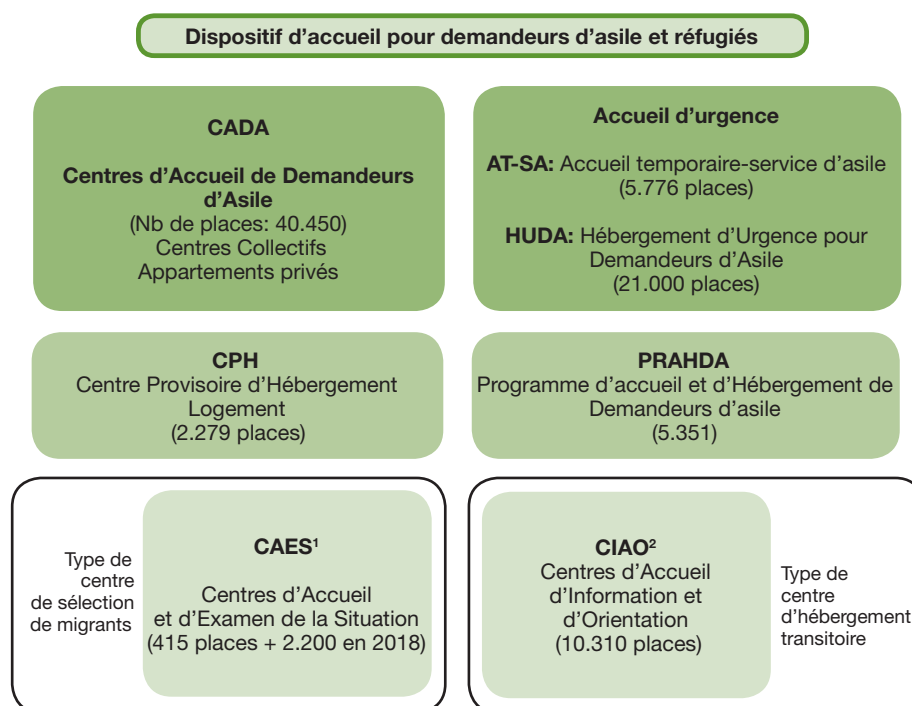 Dispositif d'accueil pour demandeurs d'asile et réfugiés
CADA
Centres d'Accueil de Demandeurs
d'Asile
(Nb de places: 40.450)
Centres Collectifs
Appartements privés
Accueil d'urgence
AT-SA: Accueil temporaire-service d'asile
(5.776 places)
HUDA: Hébergement d'Urgence pour
Demandeurs d'Asile
(21.000 places)
CPH
Centre Provisoire d'Hébergement
Logement
(2.279 places)
PRAHDA
Programme d'accueil et d'Hébergement de
Demandeurs d'asile
(5.351)
Type de
centre
de sélection
de migrants
CAES¹
Centres d'Accueil
et d'Examen de la Situation
(415 places + 2.200 en 2018)
CIAO²
Centres d'Accueil
d'Information et
d'Orientation
(10.310 places)
Type de
centre
d'hébergement
transitoire